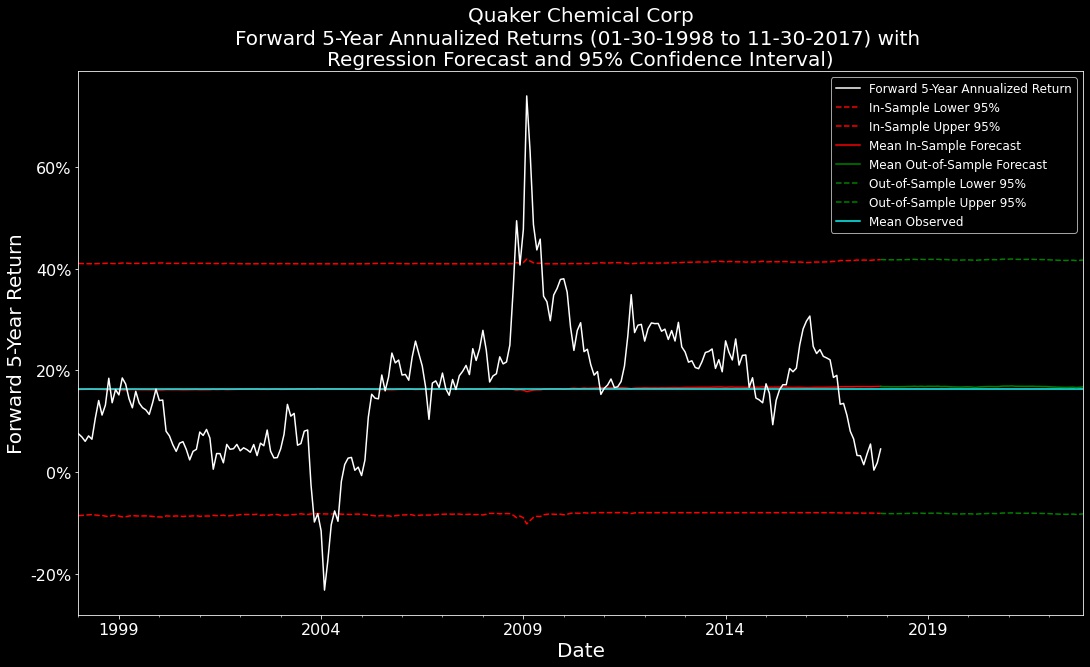 Quaker Chemical Corp
Forward 5-Year Annualized Returns (01-30-1998 to 11-30-2017) with
Regression Forecast and 95% Confidence Interval)
Forward 5-Year Annualized Return
In-Sample Lower 95%
In-Sample Upper 95%
Mean In-Sample Forecast
Mean Out-of-Sample Forecast
Out-of-Sample Lower 95%
Out-of-Sample Upper 95%
Mean Observed
Forward 5-Year Return
60%
40%
20%
0%
-20%
1999
2004
2009
2014
2019
Date